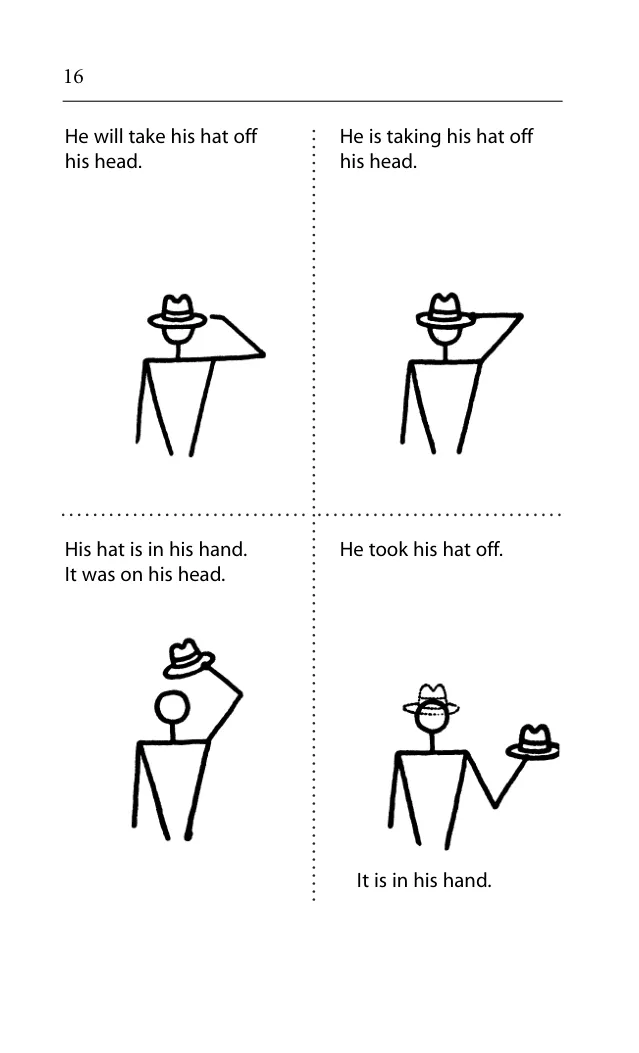 16
He will take his hat off
his head.
He is taking his hat off
his head.
His hat is in his hand.
It was on his head.
He took his hat off.
It is in his hand.